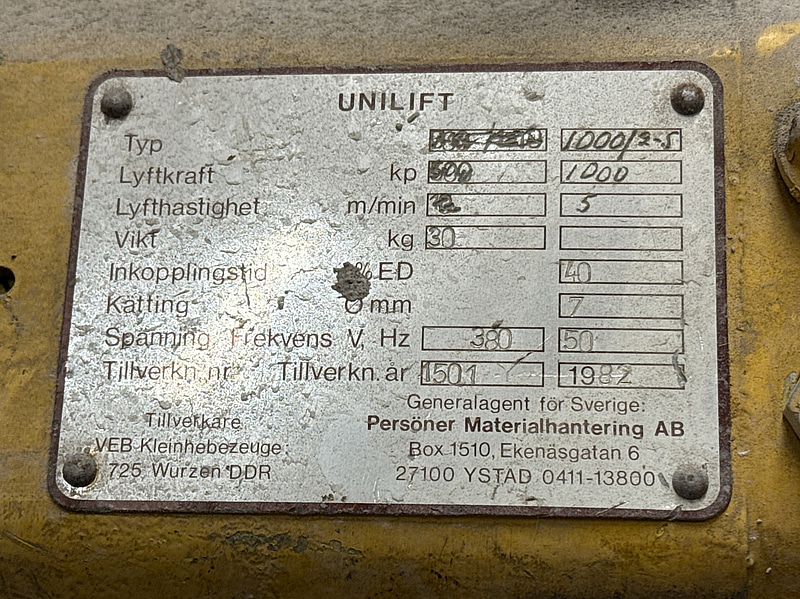 UNILIFT
Typ 1000/2-5
Lyftkraft kp 500 1000
Lyfthastighet m/min 5
Vikt kg 30
Inkopplingstid %ED 40
Kätting Ø mm 7
Spänning, Frekvens V, Hz 380 50
Tillverkn. nr Tillverkn. år 1501 1982
Tillverkare
VEB Kleinhebezeuge
725 Wurzen DDR
Generalagent för Sverige:
Persöner Materialhantering AB
Box 1510, Ekenäsgatan 6
27100 YSTAD 0411-13800